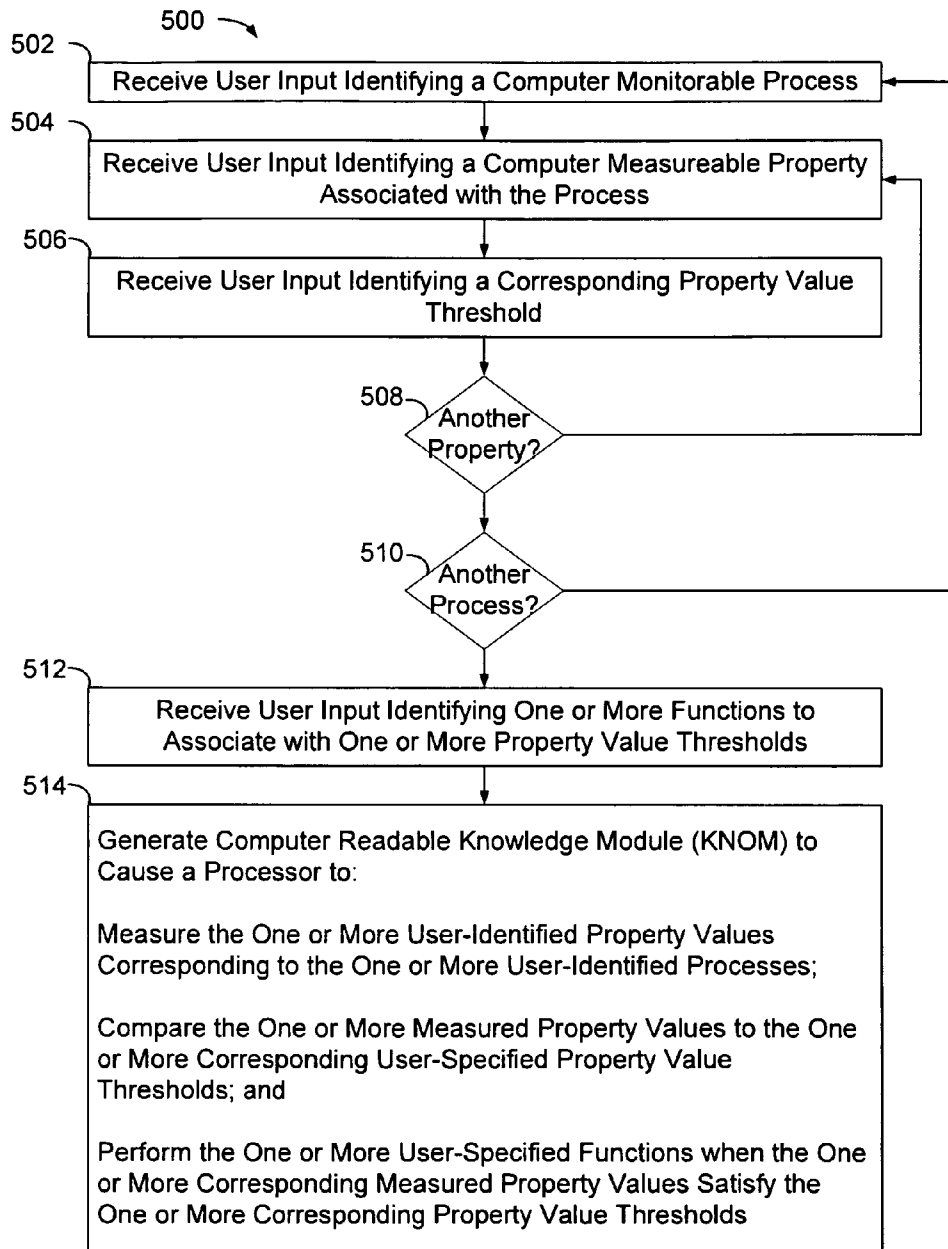 500
502
Receive User Input Identifying a Computer Monitorable Process
504
Receive User Input Identifying a Computer Measureable Property
Associated with the Process
506
Receive User Input Identifying a Corresponding Property Value
Threshold
508
Another
Property?
510
Another
Process?
512
Receive User Input Identifying One or More Functions to
Associate with One or More Property Value Thresholds
514
Generate Computer Readable Knowledge Module (KNOM) to
Cause a Processor to:
Measure the One or More User-Identified Property Values
Corresponding to the One or More User-Identified Processes;
Compare the One or More Measured Property Values to the One
or More Corresponding User-Specified Property Value
Thresholds; and
Perform the One or More User-Specified Functions when the One
or More Corresponding Measured Property Values Satisfy the
One or More Corresponding Property Value Thresholds